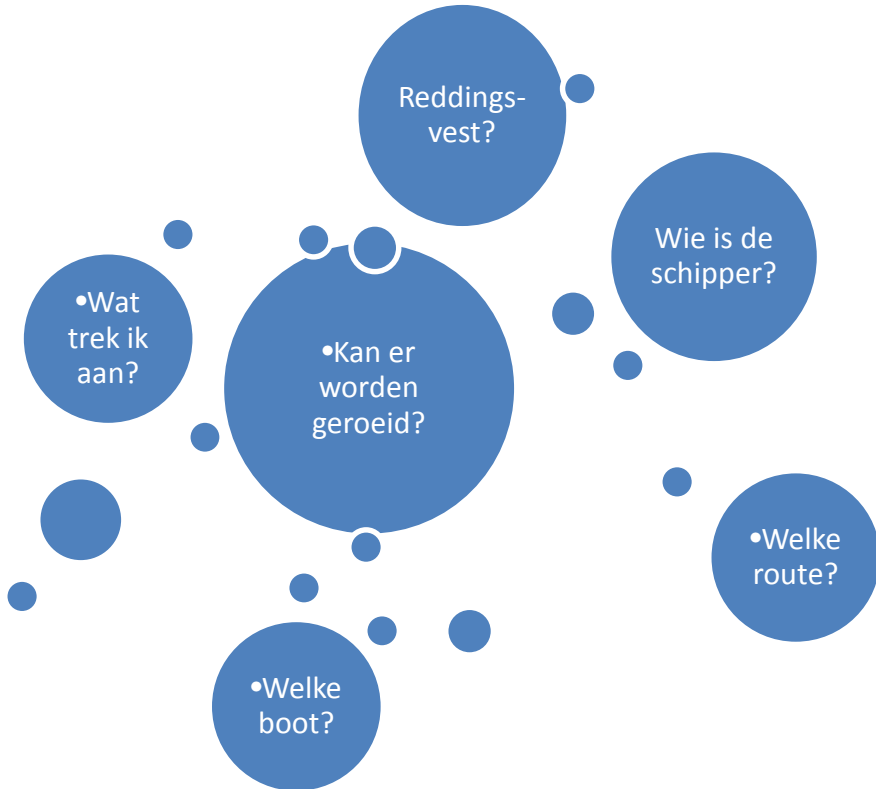 Reddings-
vest?
Wie is de
schipper?
•Wat
trek ik
aan?
•Kan er
worden
geroeid?
•Welke
route?
•Welke
boot?